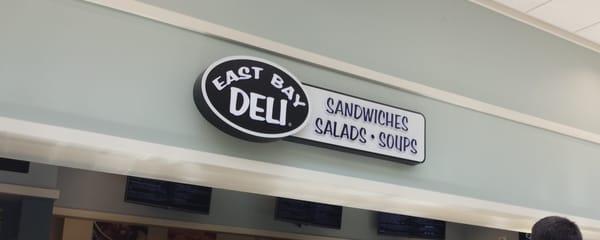 EAST BAY
DELI
SANDWICHES
SALADS • SOUPS